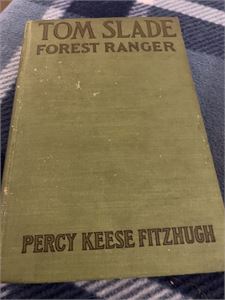 TOM SLADE
FOREST RANGER
PERCY KEESE FITZHUGH